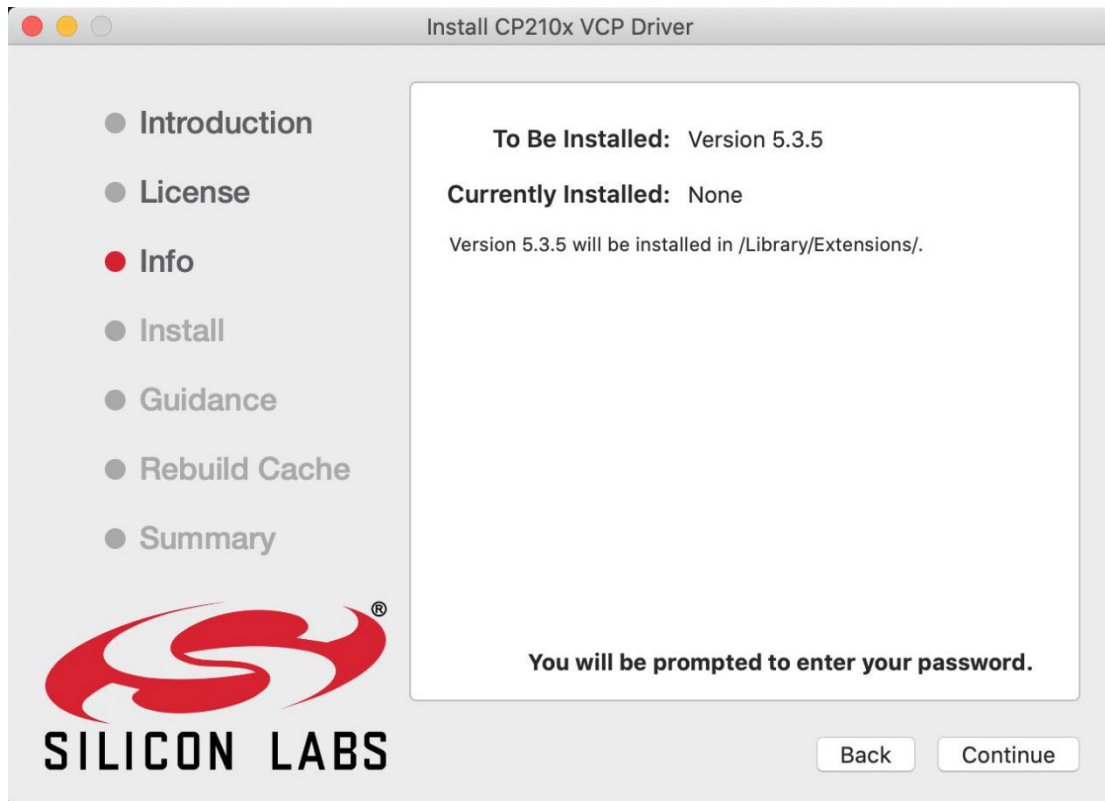 Install CP210x VCP Driver
Introduction
License
Info
Install
Guidance
Rebuild Cache
Summary
®
SILICON LABS
To Be Installed: Version 5.3.5
Currently Installed: None
Version 5.3.5 will be installed in /Library/Extensions/.
You will be prompted to enter your password.
Back
Continue